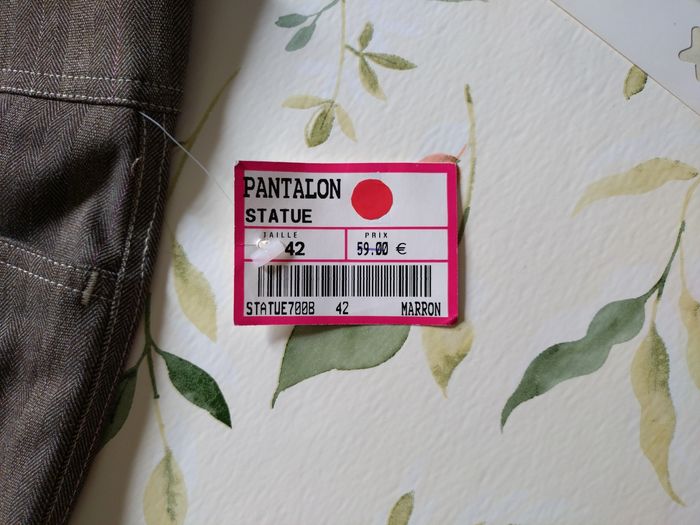 PANTALON
STATUE
TAILLE PRIX
42 59.00 €
STATUE700B 42 MARRON